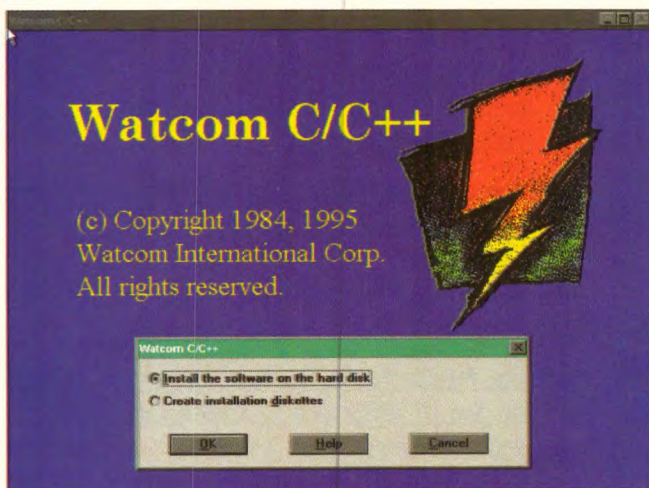 Watcom C/C++
Watcom C/C++
(c) Copyright 1984, 1995
Watcom International Corp.
All rights reserved.
Watcom C/C++
Install the software on the hard disk
Create installation diskettes
OK
Help
Cancel